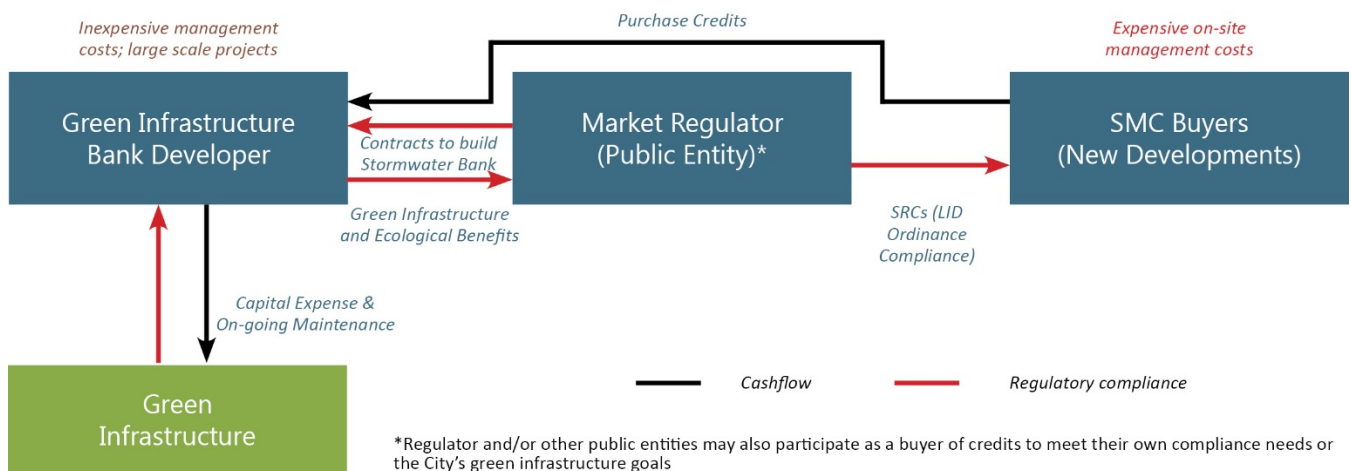 Inexpensive management
costs; large scale projects
Purchase Credits
Expensive on-site
management costs
Green Infrastructure
Bank Developer
Contracts to build
Stormwater Bank
Green Infrastructure
and Ecological Benefits
Market Regulator
(Public Entity)*
SRCs (LID
Ordinance
Compliance)
SMC Buyers
(New Developments)
Capital Expense &
On-going Maintenance
Green
Infrastructure
Cashflow
Regulatory compliance
*Regulator and/or other public entities may also participate as a buyer of credits to meet their own compliance needs or
the City's green infrastructure goals